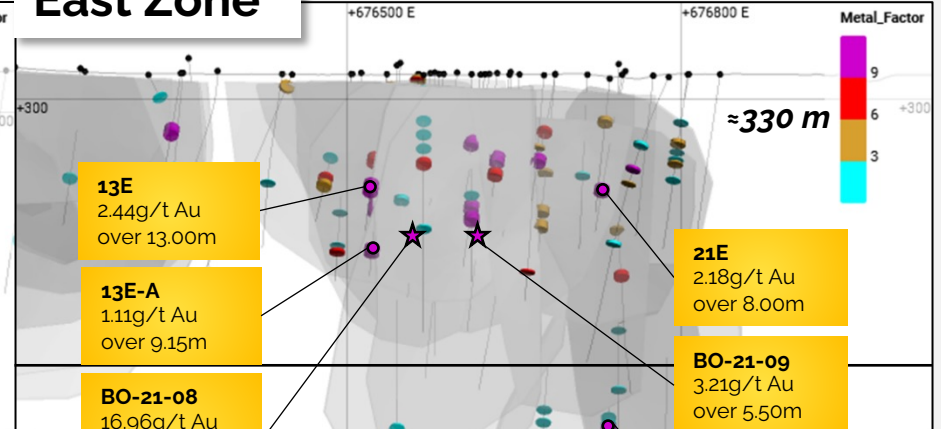 East Zone
+676500 E
+676800 E
Metal_Factor
9
6
3
+300
+300
≈330 m
13E
2.44g/t Au
over 13.00m
13E-A
1.11g/t Au
over 9.15m
BO-21-08
16.96g/t Au
21E
2.18g/t Au
over 8.00m
BO-21-09
3.21g/t Au
over 5.50m